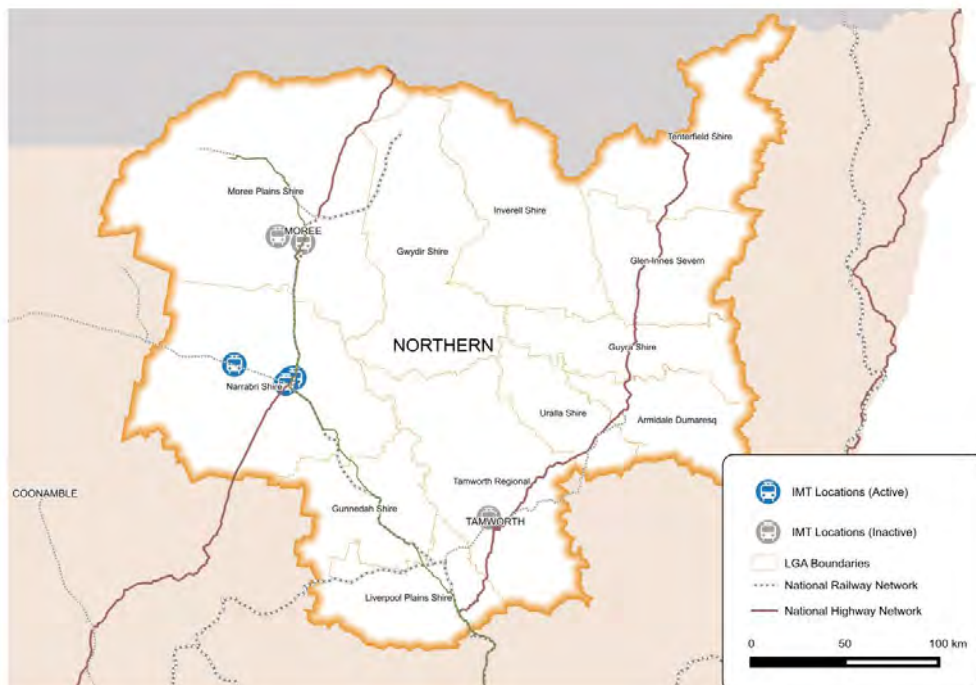 Tenterfield Shire
Moree Plains Shire
Inverell Shire
MOREE
Gwydir Shire
Glen-Innes Severn
NORTHERN
Guyra Shire
Narrabri Shire
Uralla Shire
Armidale Dumaresq
Tamworth Regional
COONAMBLE
Gunnedah Shire
TAMWORTH
Liverpool Plains Shire
IMT Locations (Active)
IMT Locations (Inactive)
LGA Boundaries
National Railway Network
National Highway Network
0 50 100 km